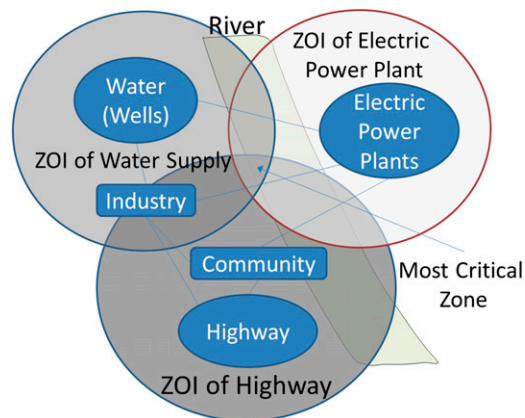 River
ZOI of Electric
Power Plant
Water
(Wells)
Electric
Power
Plants
ZOI of Water Supply
Industry
Community
Most Critical
Zone
Highway
ZOI of Highway